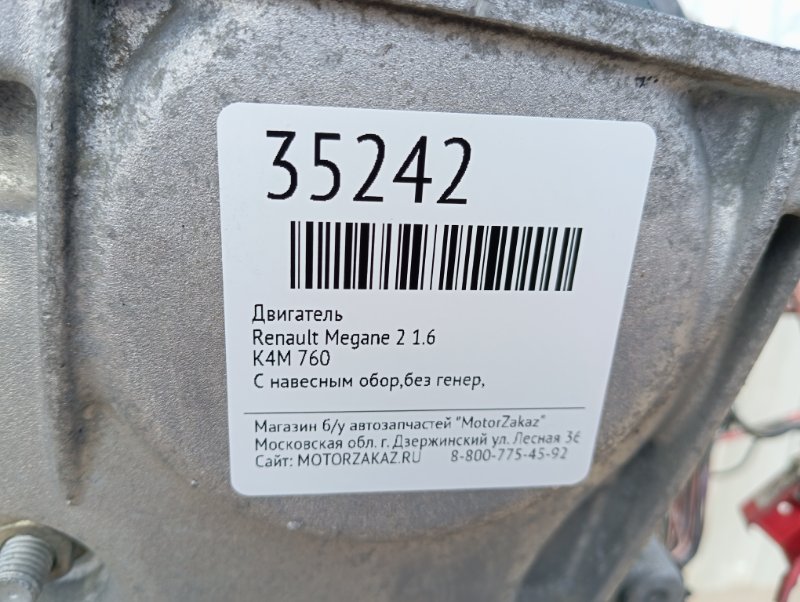 35242
Двигатель
Renault Megane 2 1.6
K4M 760
С навесным обор,без генер,
Магазин б/у автозапчастей "MotorZakaz"
Московская обл. г. Дзержинский ул. Лесная 3б
Сайт: MOTORZAKAZ.RU 8-800-775-45-92